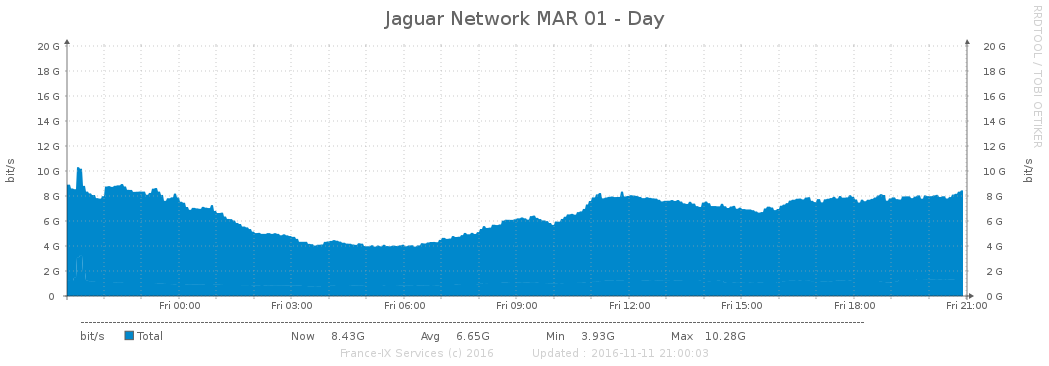 Jaguar Network MAR 01 - Day
RRDTOOL / TOBI OETIKER
bit/s
20 G 20 G
18 G 18 G
16 G 16 G
14 G 14 G
12 G 12 G
10 G 10 G
8 G 8 G
6 G 6 G
4 G 4 G
2 G 2 G
0 0 G
bit/s
Fri 00:00 Fri 03:00 Fri 06:00 Fri 09:00 Fri 12:00 Fri 15:00 Fri 18:00 Fri 21:00
bit/s Total Now 8.43G Avg 6.65G Min 3.93G Max 10.28G
France-IX Services (c) 2016 Updated : 2016-11-11 21:00:03